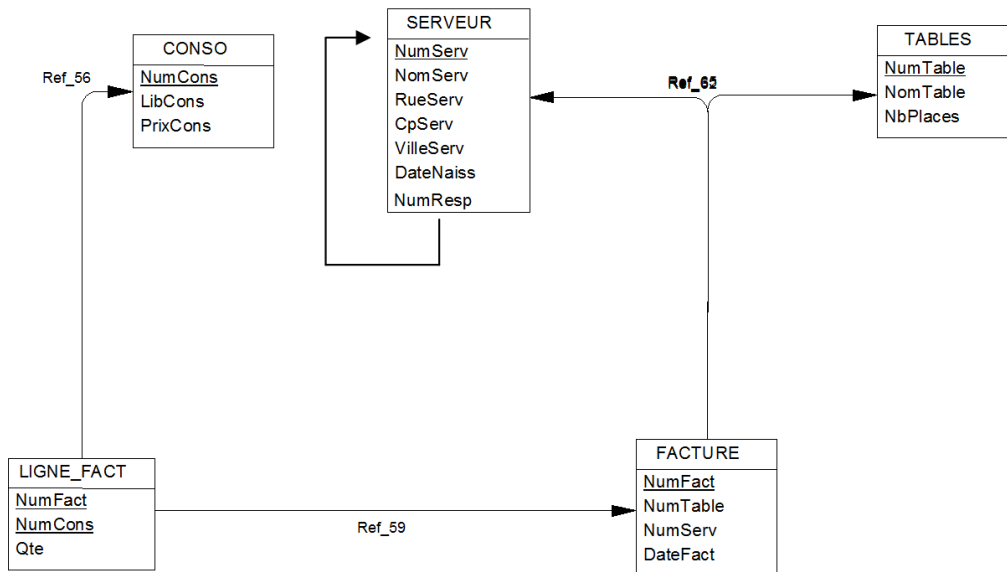 CONSO
NumCons
LibCons
PrixCons
Ref_56
SERVEUR
NumServ
NomServ
RueServ
CpServ
VilleServ
DateNaiss
NumResp
TABLES
NumTable
NomTable
NbPlaces
LIGNE_FACT
NumFact
NumCons
Qte
Ref_59
FACTURE
NumFact
NumTable
NumServ
DateFact